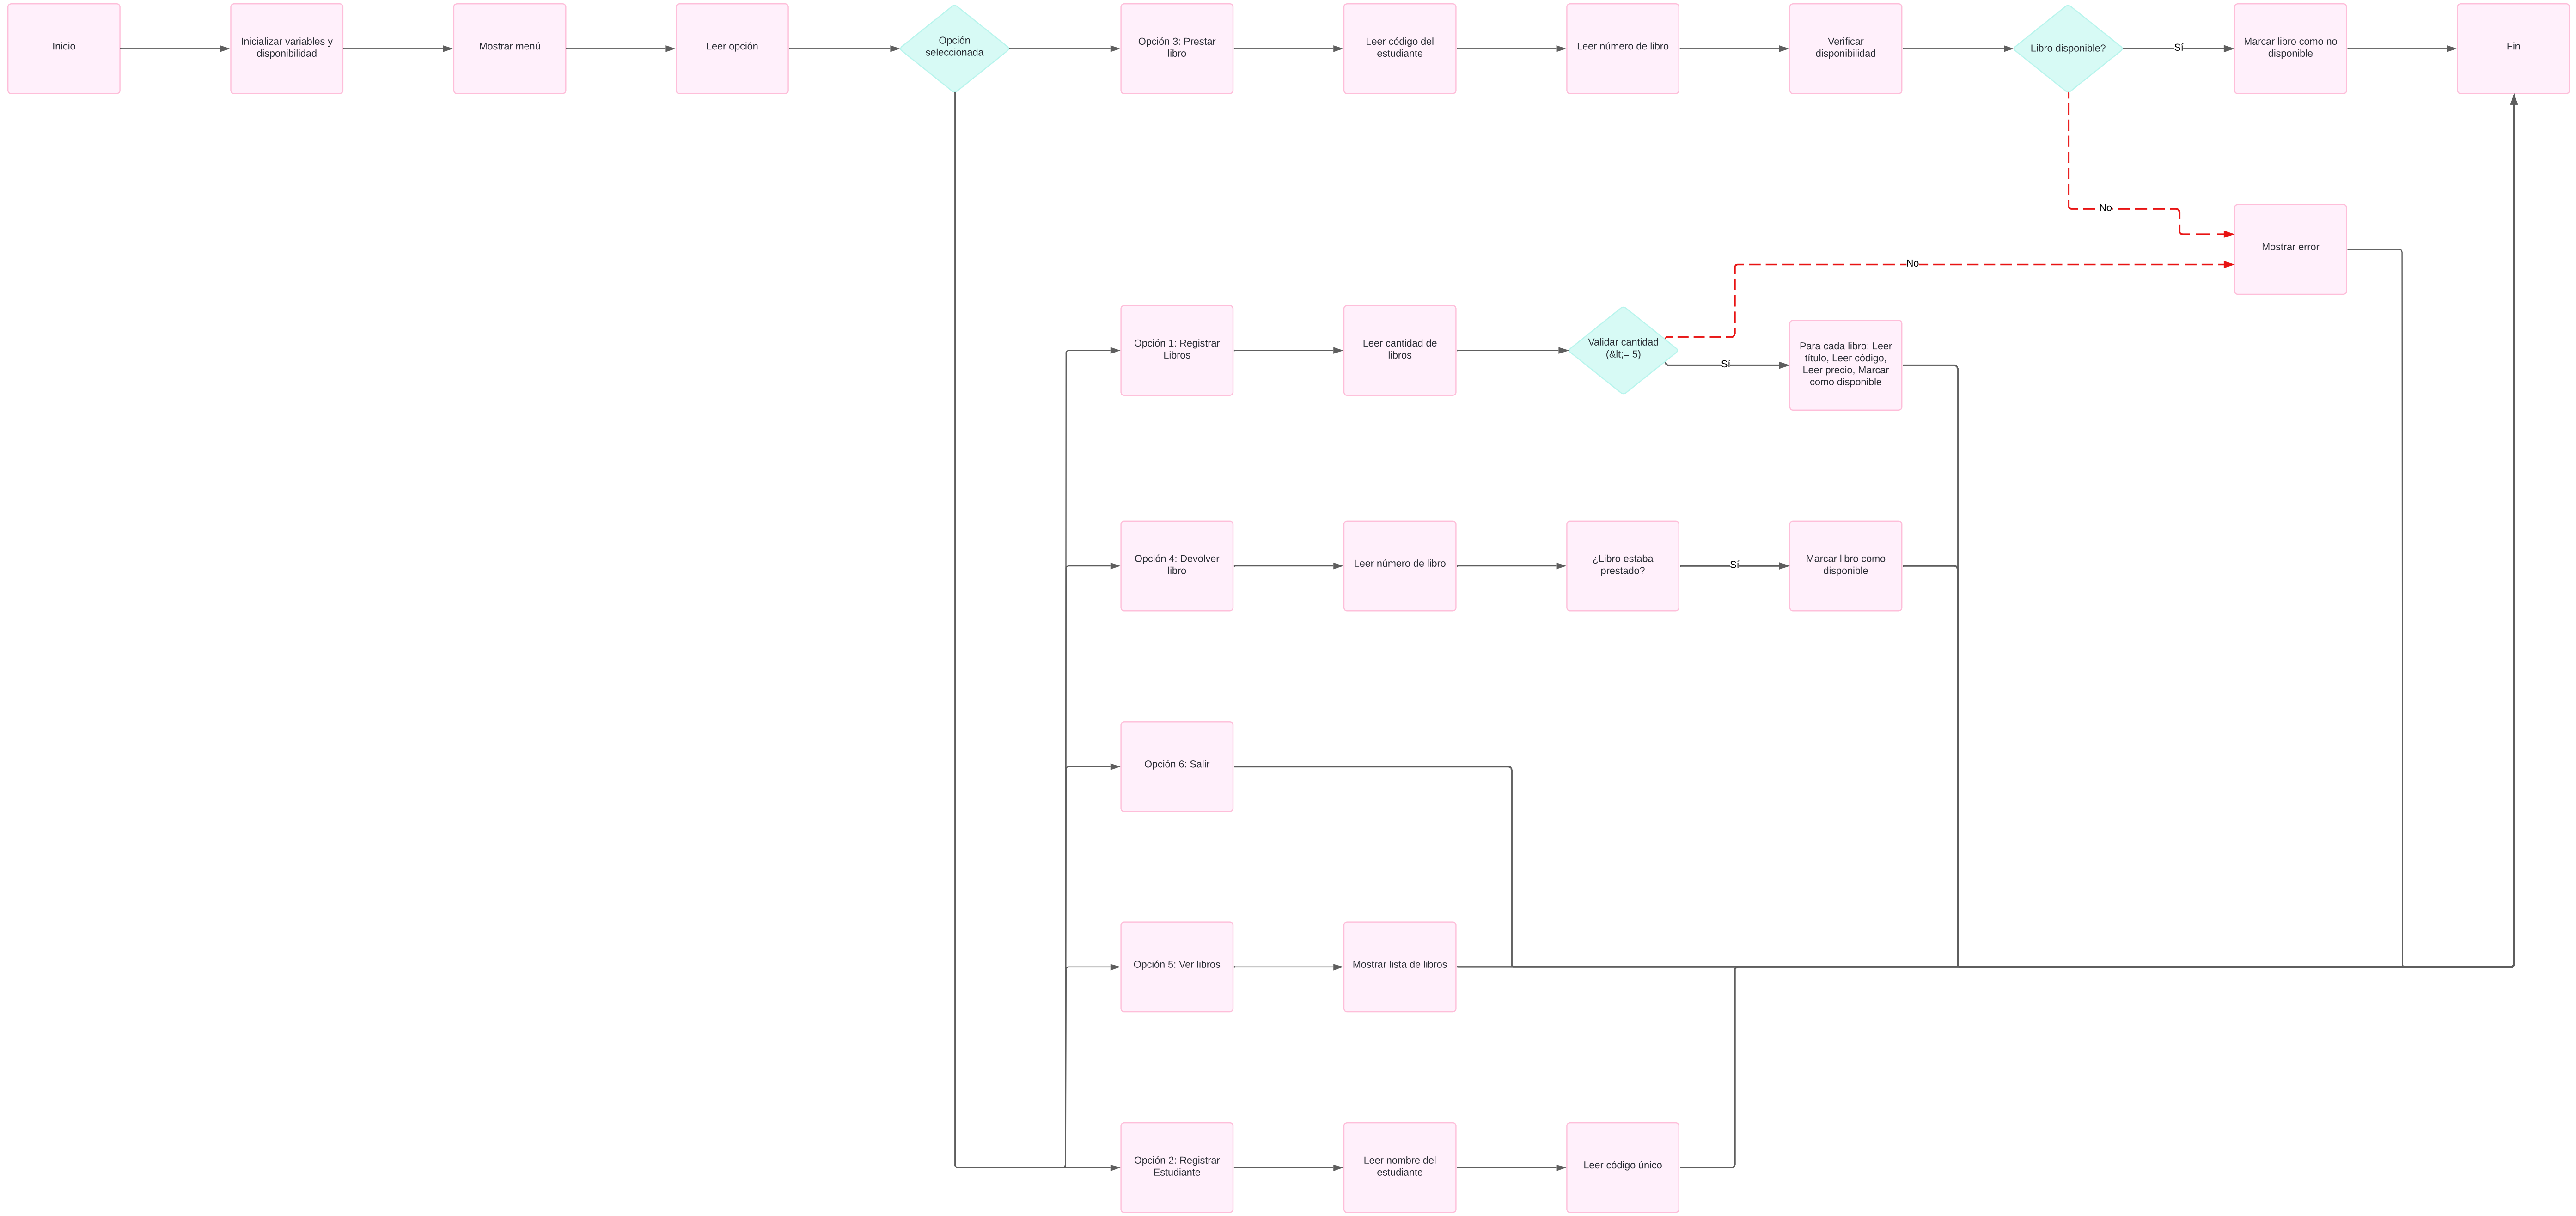 Inicio
Inicializar variables y
disponibilidad
Mostrar menú
Leer opción
Opción
seleccionada
Opción 3: Prestar
libro
Leer código del
estudiante
Leer número de libro
Verificar
disponibilidad
Libro disponible?
Sí
Marcar libro como no
disponible
Fin
No
Mostrar error
No
Opción 1: Registrar
Libros
Leer cantidad de
libros
Validar cantidad
(&lt;= 5)
Sí
Para cada libro: Leer
título, Leer código,
Leer precio, Marcar
como disponible
Opción 4: Devolver
libro
Leer número de libro
¿Libro estaba
prestado?
Sí
Marcar libro como
disponible
Opción 6: Salir
Opción 5: Ver libros
Mostrar lista de libros
Opción 2: Registrar
Estudiante
Leer nombre del
estudiante
Leer código único